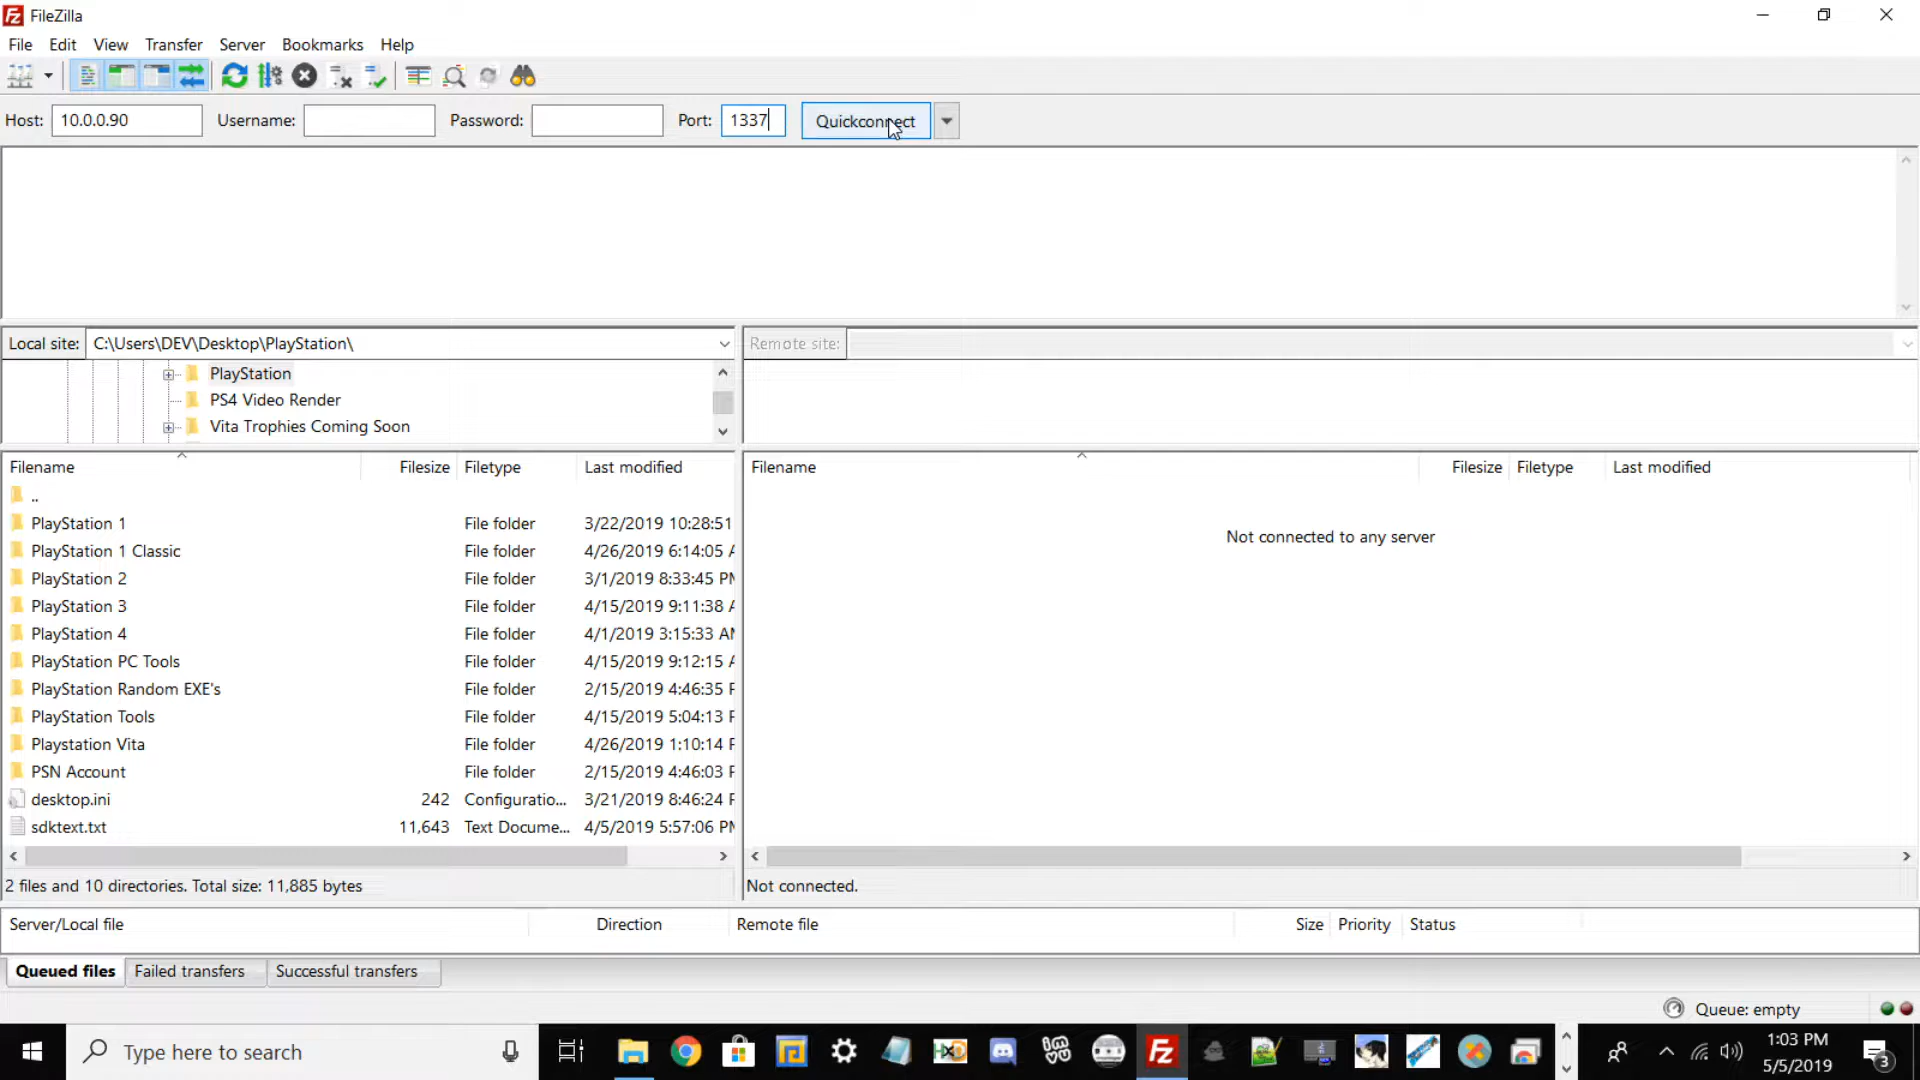 FileZilla
File Edit View Transfer Server Bookmarks Help
Host: 10.0.0.90 Username: Password: Port: 1337 Quickconnect
Local site: C:\Users\DEV\Desktop\PlayStation\
Remote site:
PlayStation
PS4 Video Render
Vita Trophies Coming Soon
Filename Filesize Filetype Last modified
..
PlayStation 1 File folder 3/22/2019 10:28:51
PlayStation 1 Classic File folder 4/26/2019 6:14:05 A
PlayStation 2 File folder 3/1/2019 8:33:45 PM
PlayStation 3 File folder 4/15/2019 9:11:38 A
PlayStation 4 File folder 4/1/2019 3:15:33 AM
PlayStation PC Tools File folder 4/15/2019 9:12:15 A
PlayStation Random EXE's File folder 2/15/2019 4:46:35 P
PlayStation Tools File folder 4/15/2019 5:04:13 P
Playstation Vita File folder 4/26/2019 1:10:14 P
PSN Account File folder 2/15/2019 4:46:03 P
desktop.ini 242 Configuratio... 3/21/2019 8:46:24 P
sdktext.txt 11,643 Text Docume... 4/5/2019 5:57:06 PM
2 files and 10 directories. Total size: 11,885 bytes
Filename Filesize Filetype Last modified
Not connected to any server
Not connected.
Server/Local file Direction Remote file Size Priority Status
Queued files Failed transfers Successful transfers
Queue: empty
Type here to search
1:03 PM
5/5/2019
3